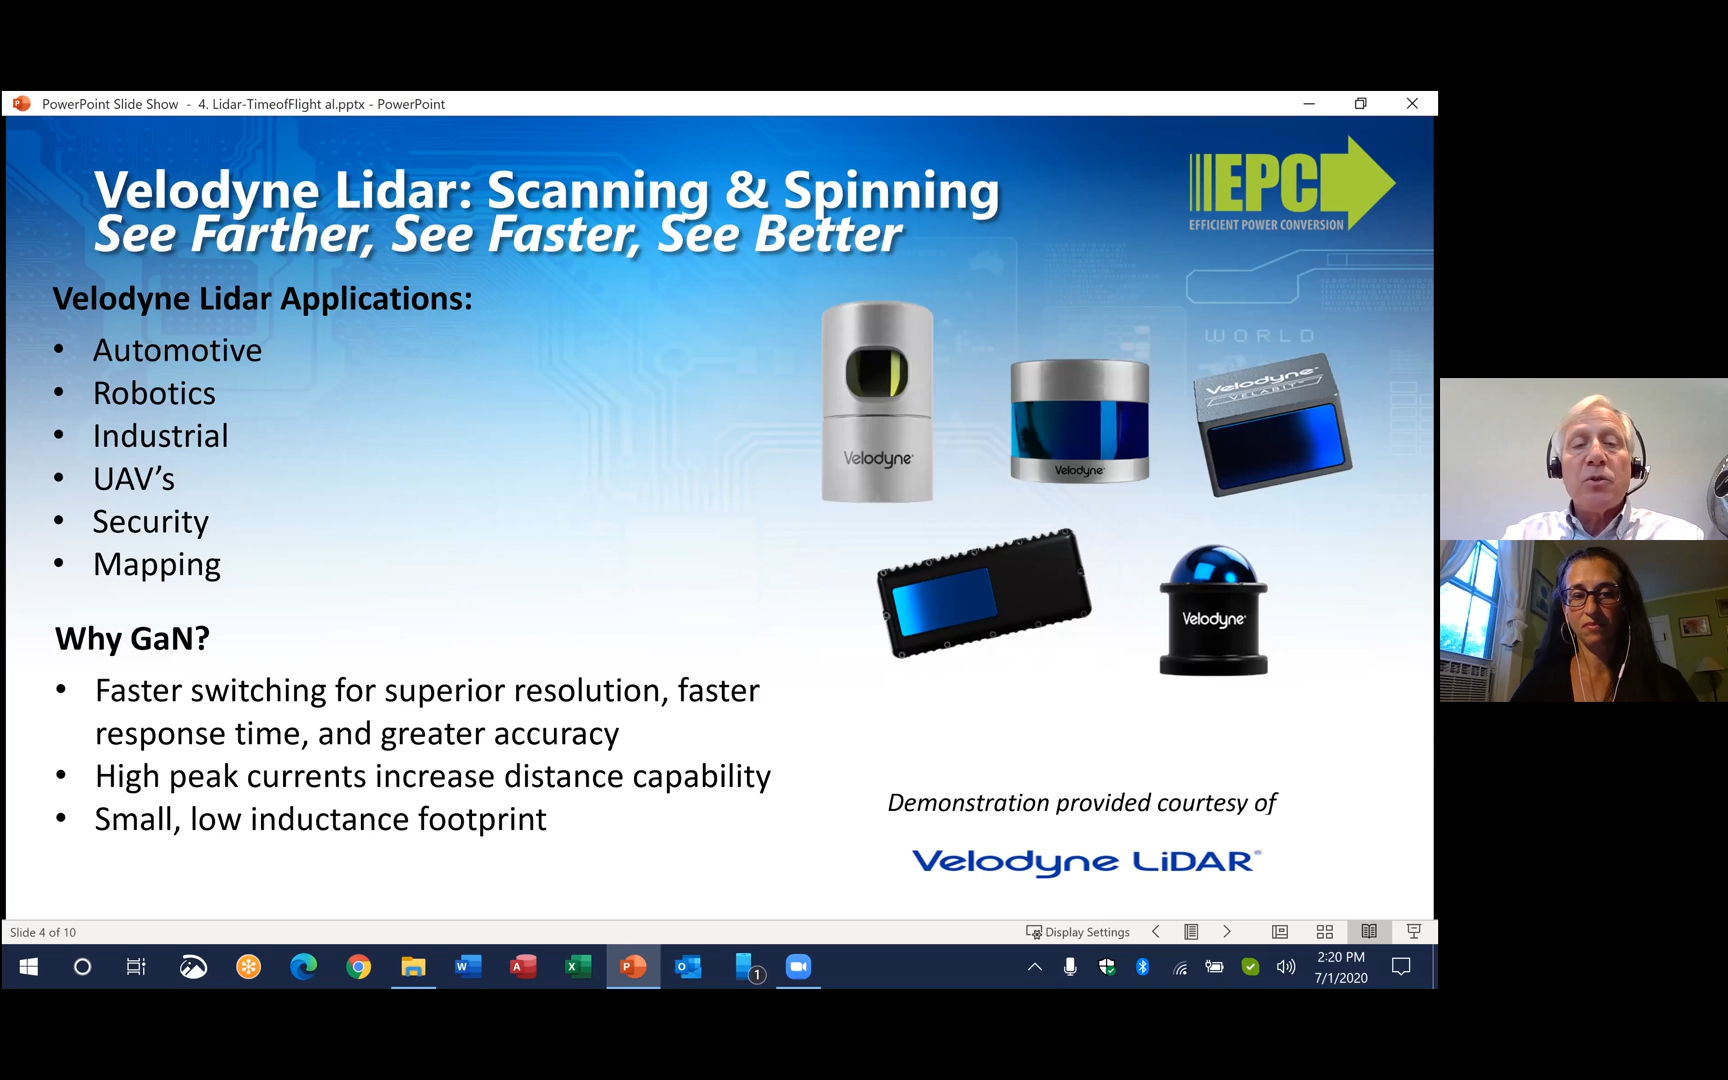 PowerPoint Slide Show - 4. Lidar-TimeofFlight al.pptx - PowerPoint
Velodyne Lidar: Scanning & Spinning
See Farther, See Faster, See Better
EPC
EFFICIENT POWER CONVERSION
Velodyne Lidar Applications:
• Automotive
• Robotics
• Industrial
• UAV’s
• Security
• Mapping
WORLD
Velodyne
Velodyne
Velodyne
VELABIT
Velodyne
Why GaN?
• Faster switching for superior resolution, faster
response time, and greater accuracy
• High peak currents increase distance capability
• Small, low inductance footprint
Demonstration provided courtesy of
Velodyne LiDAR
Slide 4 of 10
Display Settings
1
2:20 PM
7/1/2020